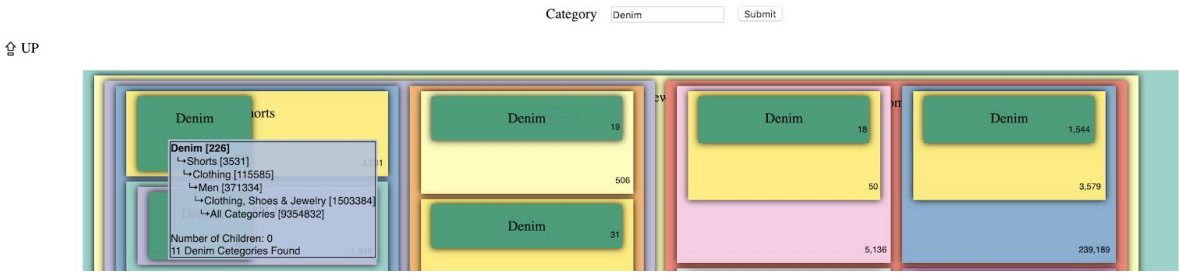 Category Denim Submit
⇪ UP
Denim
Denim 19
Denim 18
Denim 1,544
Denim [226]
↳Shorts [3531]
↳Clothing [115585]
↳Men [371334]
↳Clothing, Shoes & Jewelry [1503384]
↳All Categories [9354832]
Number of Children: 0
11 Denim Cetegories Found
506
50
3,579
Denim 31
5,136
239,189